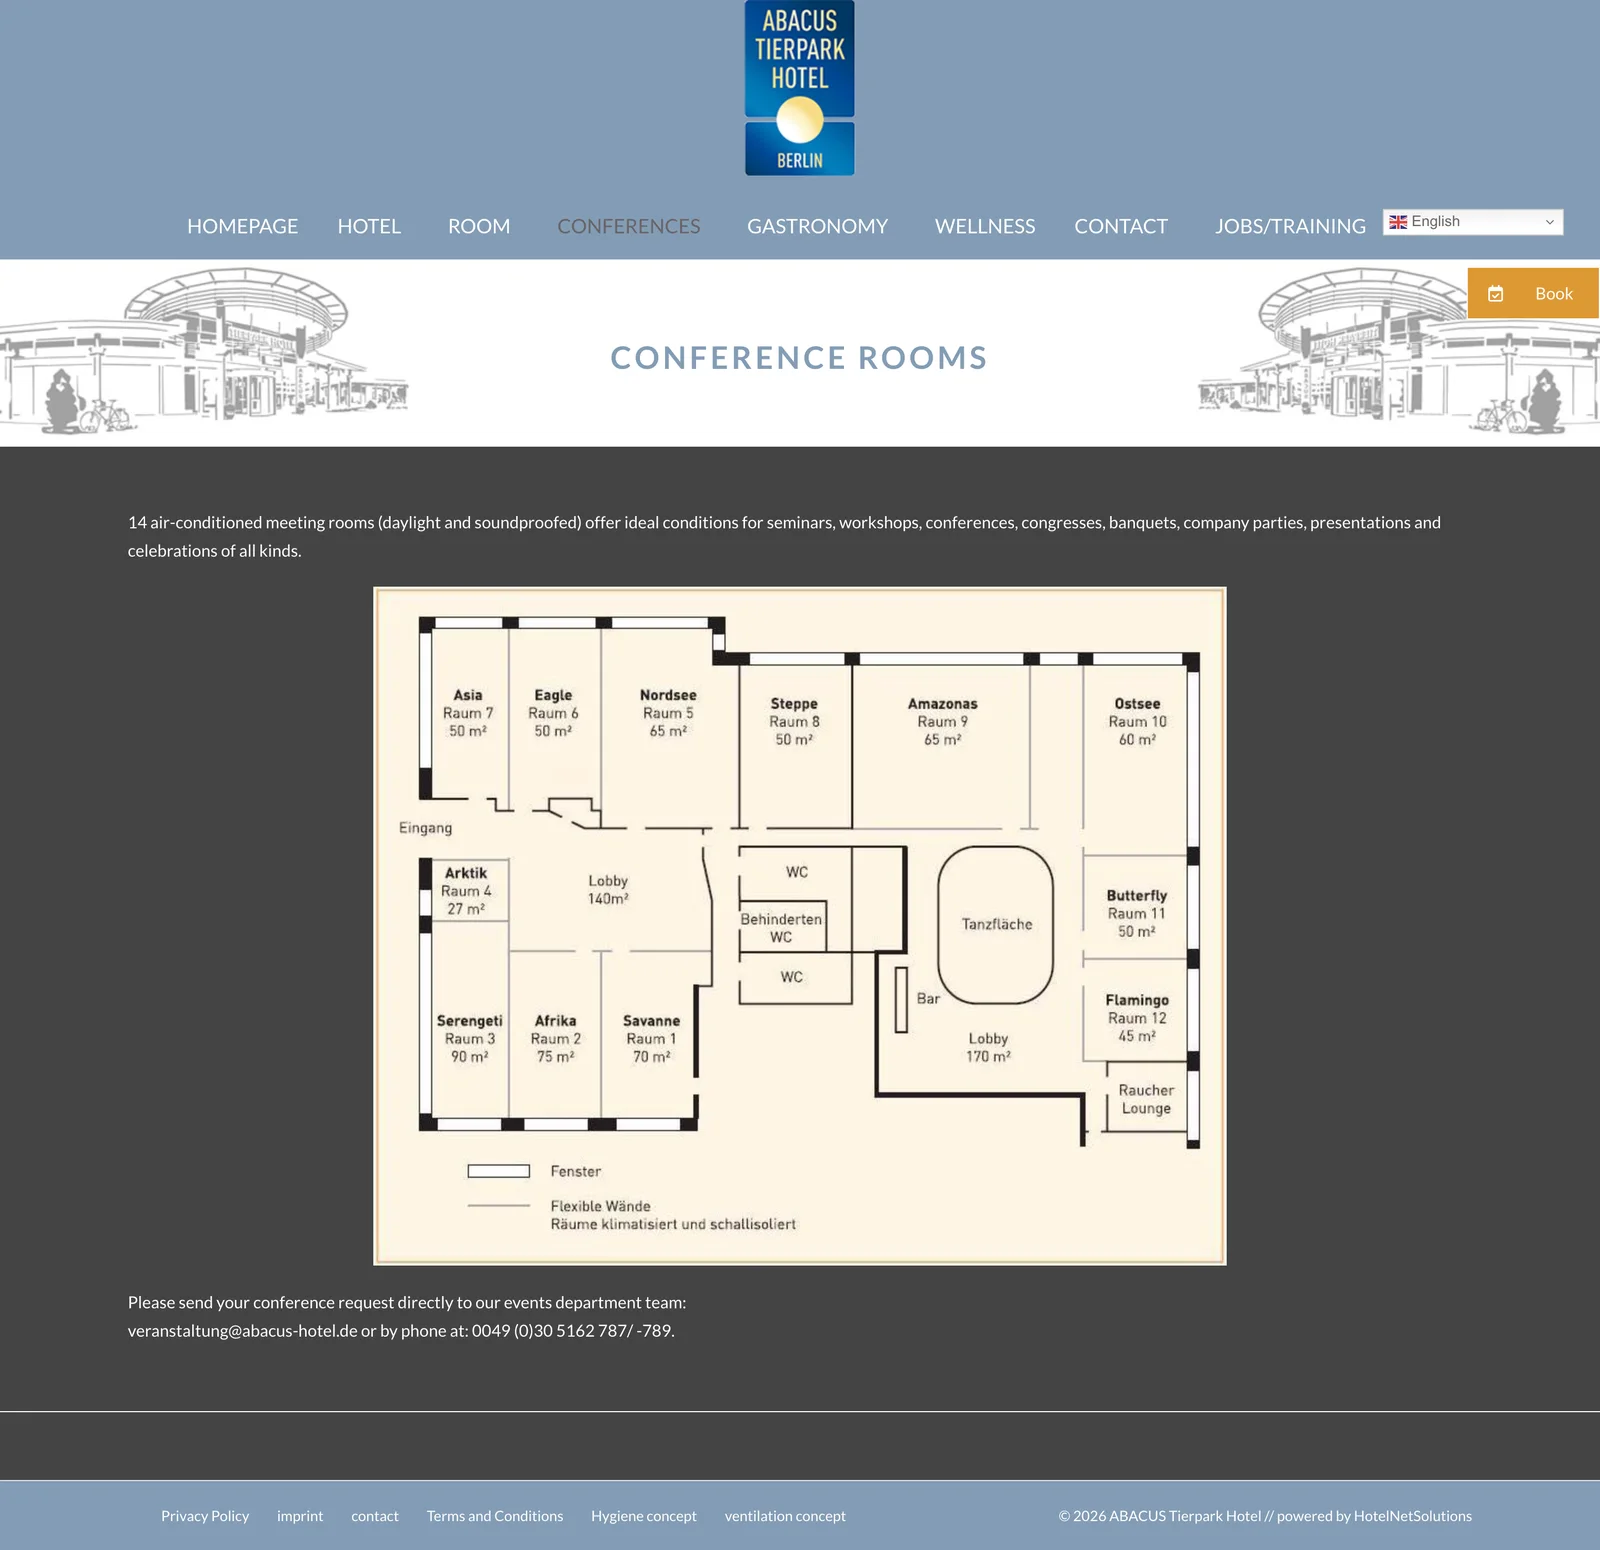 ABACUS
TIERPARK
HOTEL
BERLIN
HOMEPAGE
HOTEL
ROOM
CONFERENCES
GASTRONOMY
WELLNESS
CONTACT
JOBS/TRAINING
English
Book
CONFERENCE ROOMS
14 air-conditioned meeting rooms (daylight and soundproofed) offer ideal conditions for seminars, workshops, conferences, congresses, banquets, company parties, presentations and
celebrations of all kinds.
Asia
Raum 7
50 m²
Eagle
Raum 6
50 m²
Nordsee
Raum 5
65 m²
Steppe
Raum 8
50 m²
Amazonas
Raum 9
65 m²
Ostsee
Raum 10
60 m²
Eingang
Arktik
Raum 4
27 m²
Lobby
140m²
WC
Behinderten
WC
WC
Tanzfläche
Bar
Lobby
170 m²
Butterfly
Raum 11
50 m²
Flamingo
Raum 12
45 m²
Raucher
Lounge
Serengeti
Raum 3
90 m²
Afrika
Raum 2
75 m²
Savanne
Raum 1
70 m²
Fenster
Flexible Wände
Räume klimatisiert und schallisoliert
Please send your conference request directly to our events department team:
veranstaltung@abacus-hotel.de or by phone at: 0049 (0)30 5162 787/ -789.
Privacy Policy
imprint
contact
Terms and Conditions
Hygiene concept
ventilation concept
© 2026 ABACUS Tierpark Hotel // powered by HotelNetSolutions